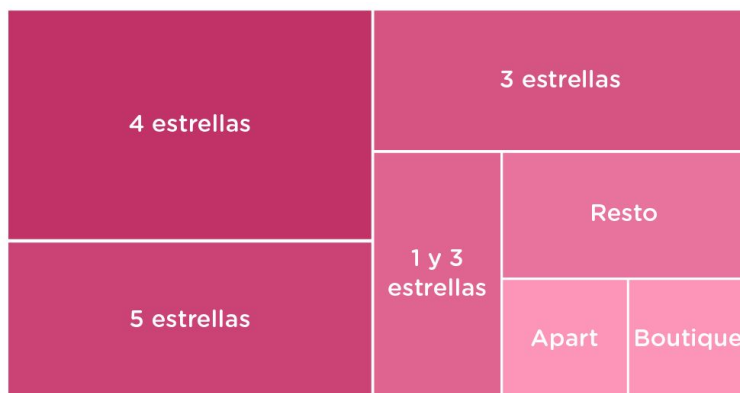 4 estrellas
3 estrellas
Resto
1 y 3
estrellas
5 estrellas
Apart
Boutique